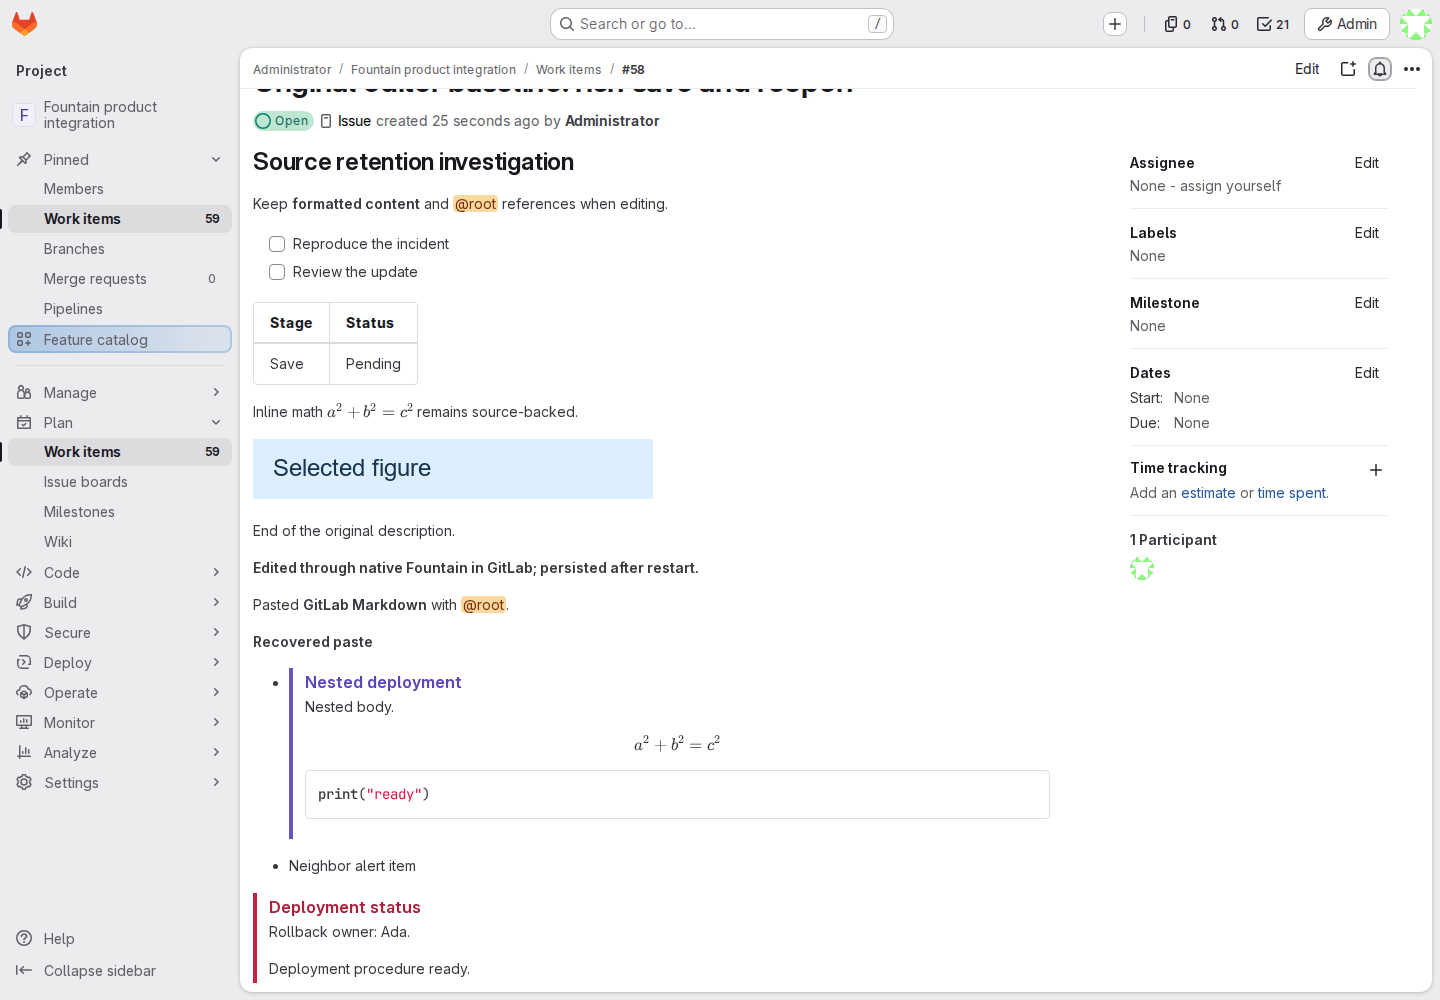 Search or go to...
/
0
0
21
Admin
Project
F
Fountain product integration
Pinned
Members
Work items
59
Branches
Merge requests
0
Pipelines
Feature catalog
Manage
Plan
Work items
59
Issue boards
Milestones
Wiki
Code
Build
Secure
Deploy
Operate
Monitor
Analyze
Settings
Help
Collapse sidebar
Administrator / Fountain product integration / Work items / #58
Edit
Original editor baseline: rich save and reopen
Open Issue created 25 seconds ago by Administrator
Source retention investigation
Keep formatted content and @root references when editing.
Reproduce the incident
Review the update
Stage Status
Save Pending
Inline math a² + b² = c² remains source-backed.
Selected figure
End of the original description.
Edited through native Fountain in GitLab; persisted after restart.
Pasted GitLab Markdown with @root.
Recovered paste
• Nested deployment
Nested body.
a² + b² = c²
print("ready")
• Neighbor alert item
Deployment status
Rollback owner: Ada.
Deployment procedure ready.
Assignee
Edit
None - assign yourself
Labels
Edit
None
Milestone
Edit
None
Dates
Edit
Start: None
Due: None
Time tracking
Add an estimate or time spent.
1 Participant